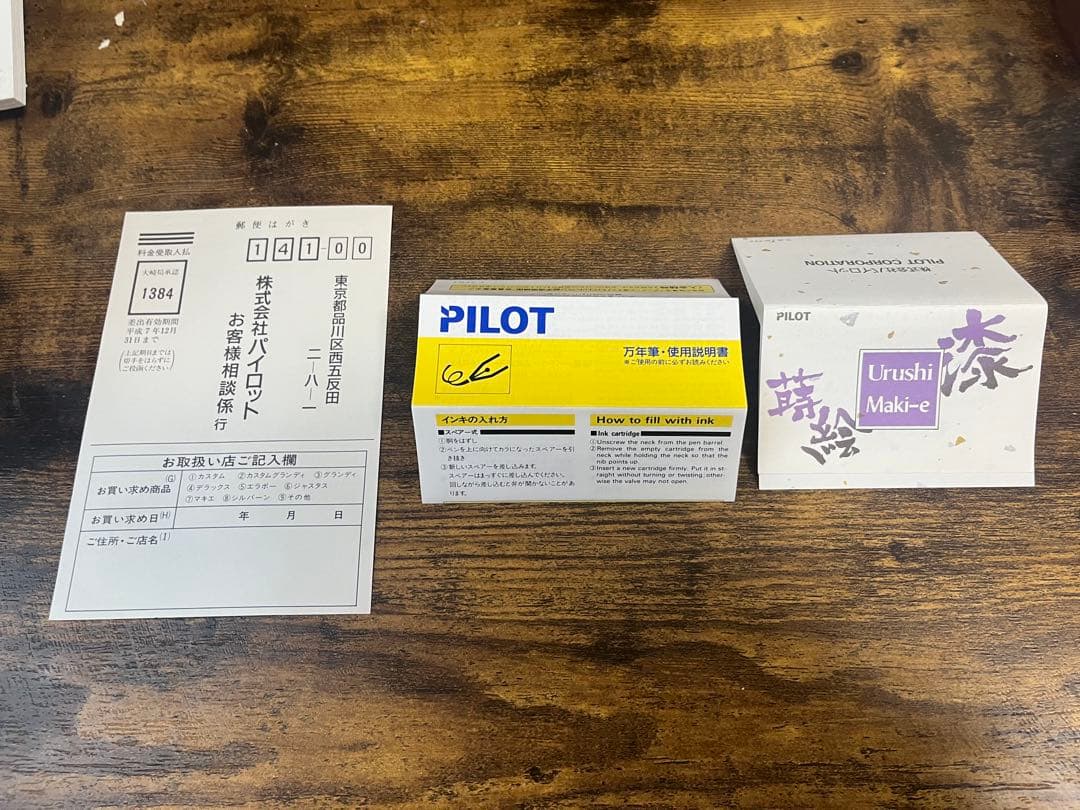 郵便はがき
料金受取人払
大崎局承認
1384
差出有効期間
平成7年12月
31日まで
(上記期日までは
切手をはらずに
ご投函ください)
141-00
東京都品川区西五反田
二-八-一
株式会社パイロット
お客様相談係 行
お取扱い店ご記入欄
お買い求め商品(G)
①カスタム ②カスタムグランディ ③グランディ
④デラックス ⑤エラボー ⑥ジャスタス
⑦マキエ ⑧シルバーン ⑨その他
お買い求め日(H) 年 月 日
ご住所・ご店名(I)
PILOT
万年筆・使用説明書
※ご使用の前に必ずお読みください
インキの入れ方
■スペアー式
①胴をはずし
②ペンを上に向けてカラになったスペアーを引
き抜き
③新しいスペアーを差し込みます。
スペアーはまっすぐに差し込んでください。
回しながら差し込むと弁が開かないことがあ
ります。
How to fill with ink
■Ink cartridge
①Unscrew the neck from the pen barrel.
②Remove the empty cartridge from the
neck while holding the neck so that the
nib points up.
③Insert a new cartridge firmly. Put it in st-
raight without turning or twisting, other-
wise the valve may not open.
株式会社パイロット
PILOT CORPORATION
PILOT
漆
蒔絵
Urushi
Maki-e